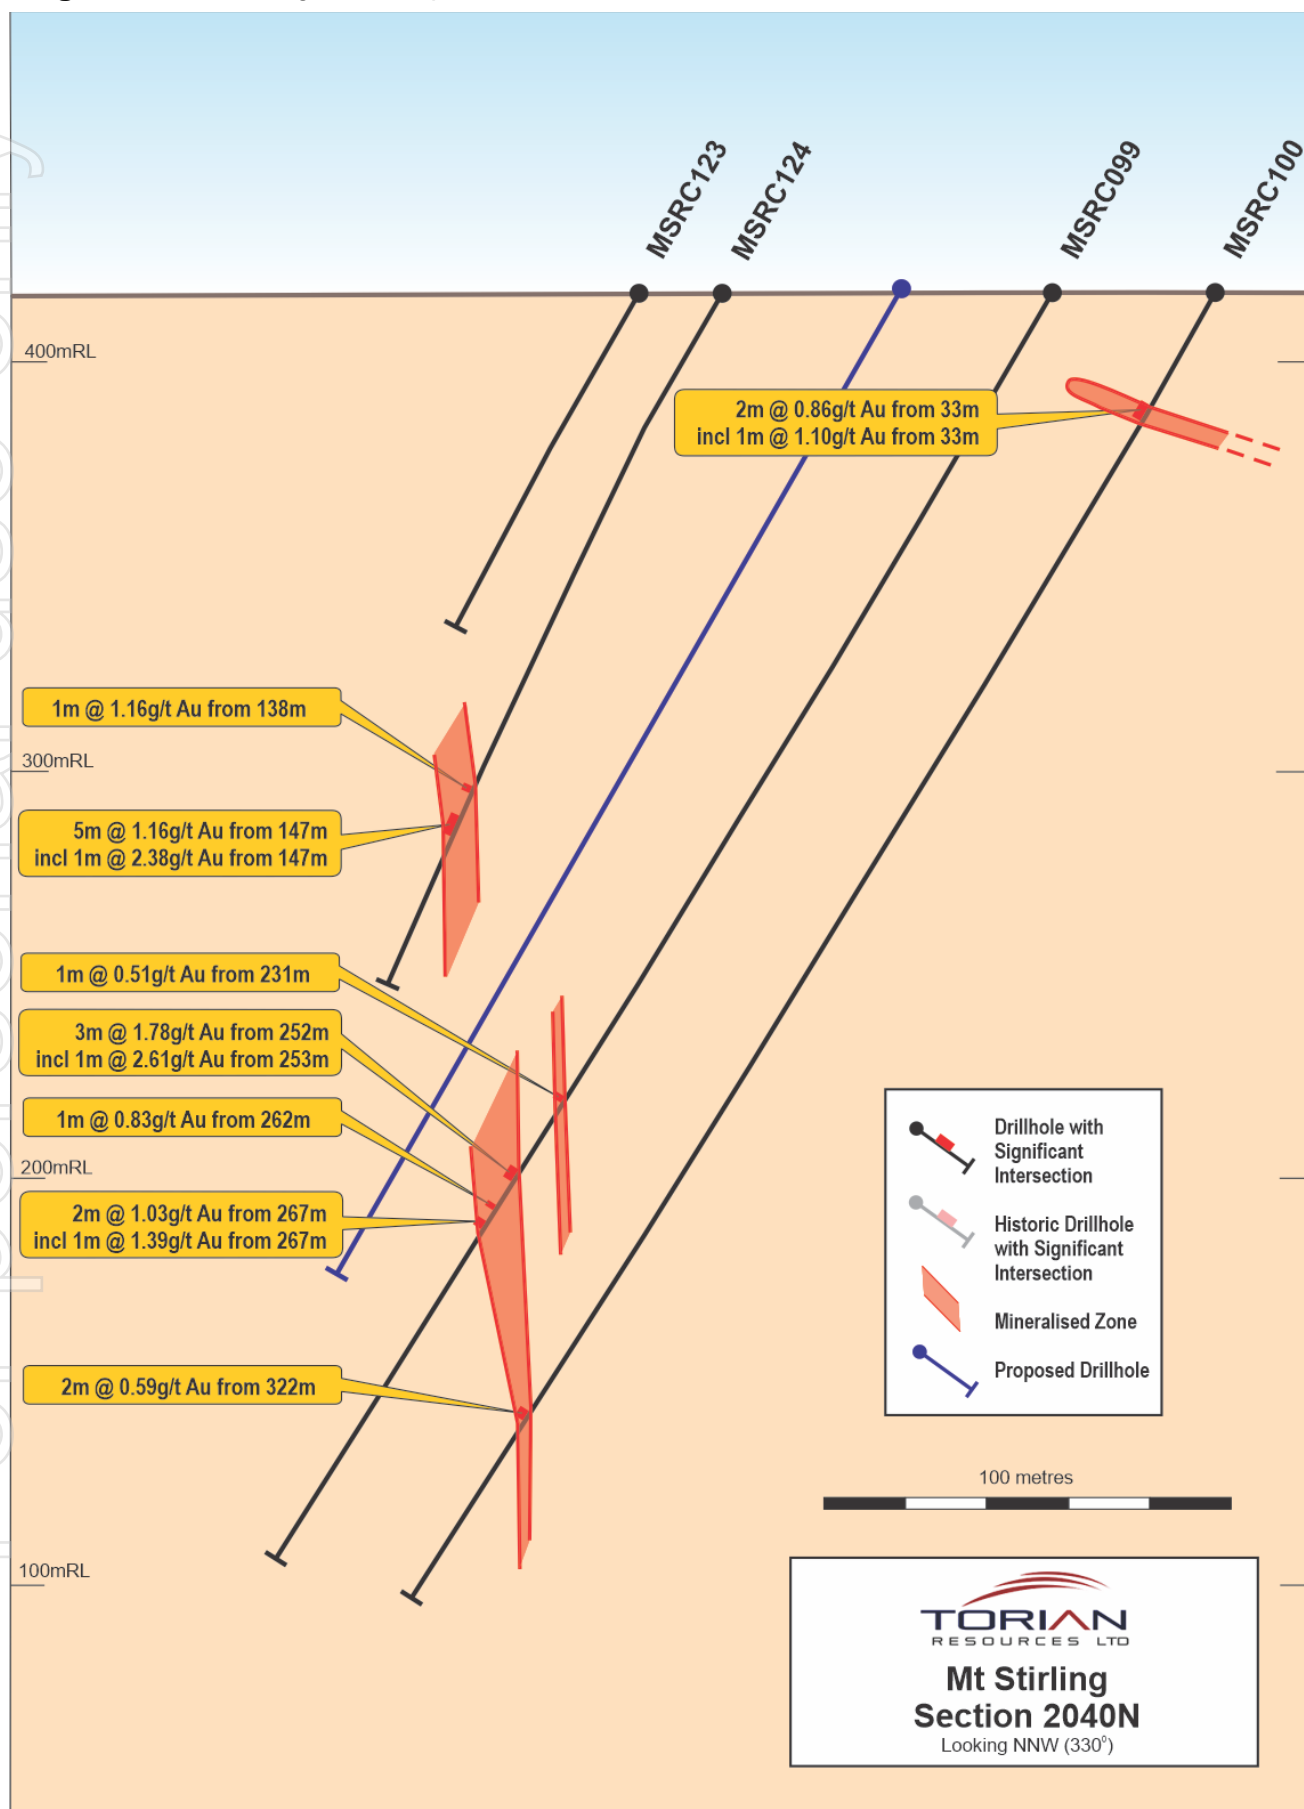 MSRC123
MSRC124
MSRC099
MSRC100
400mRL
2m @ 0.86g/t Au from 33m
incl 1m @ 1.10g/t Au from 33m
1m @ 1.16g/t Au from 138m
300mRL
5m @ 1.16g/t Au from 147m
incl 1m @ 2.38g/t Au from 147m
1m @ 0.51g/t Au from 231m
3m @ 1.78g/t Au from 252m
incl 1m @ 2.61g/t Au from 253m
1m @ 0.83g/t Au from 262m
200mRL
2m @ 1.03g/t Au from 267m
incl 1m @ 1.39g/t Au from 267m
2m @ 0.59g/t Au from 322m
100mRL
Drillhole with
Significant
Intersection
Historic Drillhole
with Significant
Intersection
Mineralised Zone
Proposed Drillhole
100 metres
TORIAN
RESOURCES LTD
Mt Stirling
Section 2040N
Looking NNW (330⁰)